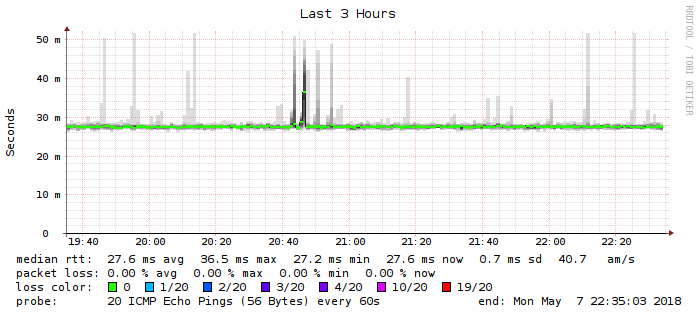 Last 3 Hours
RRDTOOL / TOBI OETIKER
Seconds
50 m
40 m
30 m
20 m
10 m
0
19:40 20:00 20:20 20:40 21:00 21:20 21:40 22:00 22:20
median rtt: 27.6 ms avg 36.5 ms max 27.2 ms min 27.6 ms now 0.7 ms sd 40.7 am/s
packet loss: 0.00 % avg 0.00 % max 0.00 % min 0.00 % now
loss color: 0 1/20 2/20 3/20 4/20 10/20 19/20
probe: 20 ICMP Echo Pings (56 Bytes) every 60s end: Mon May 7 22:35:03 2018